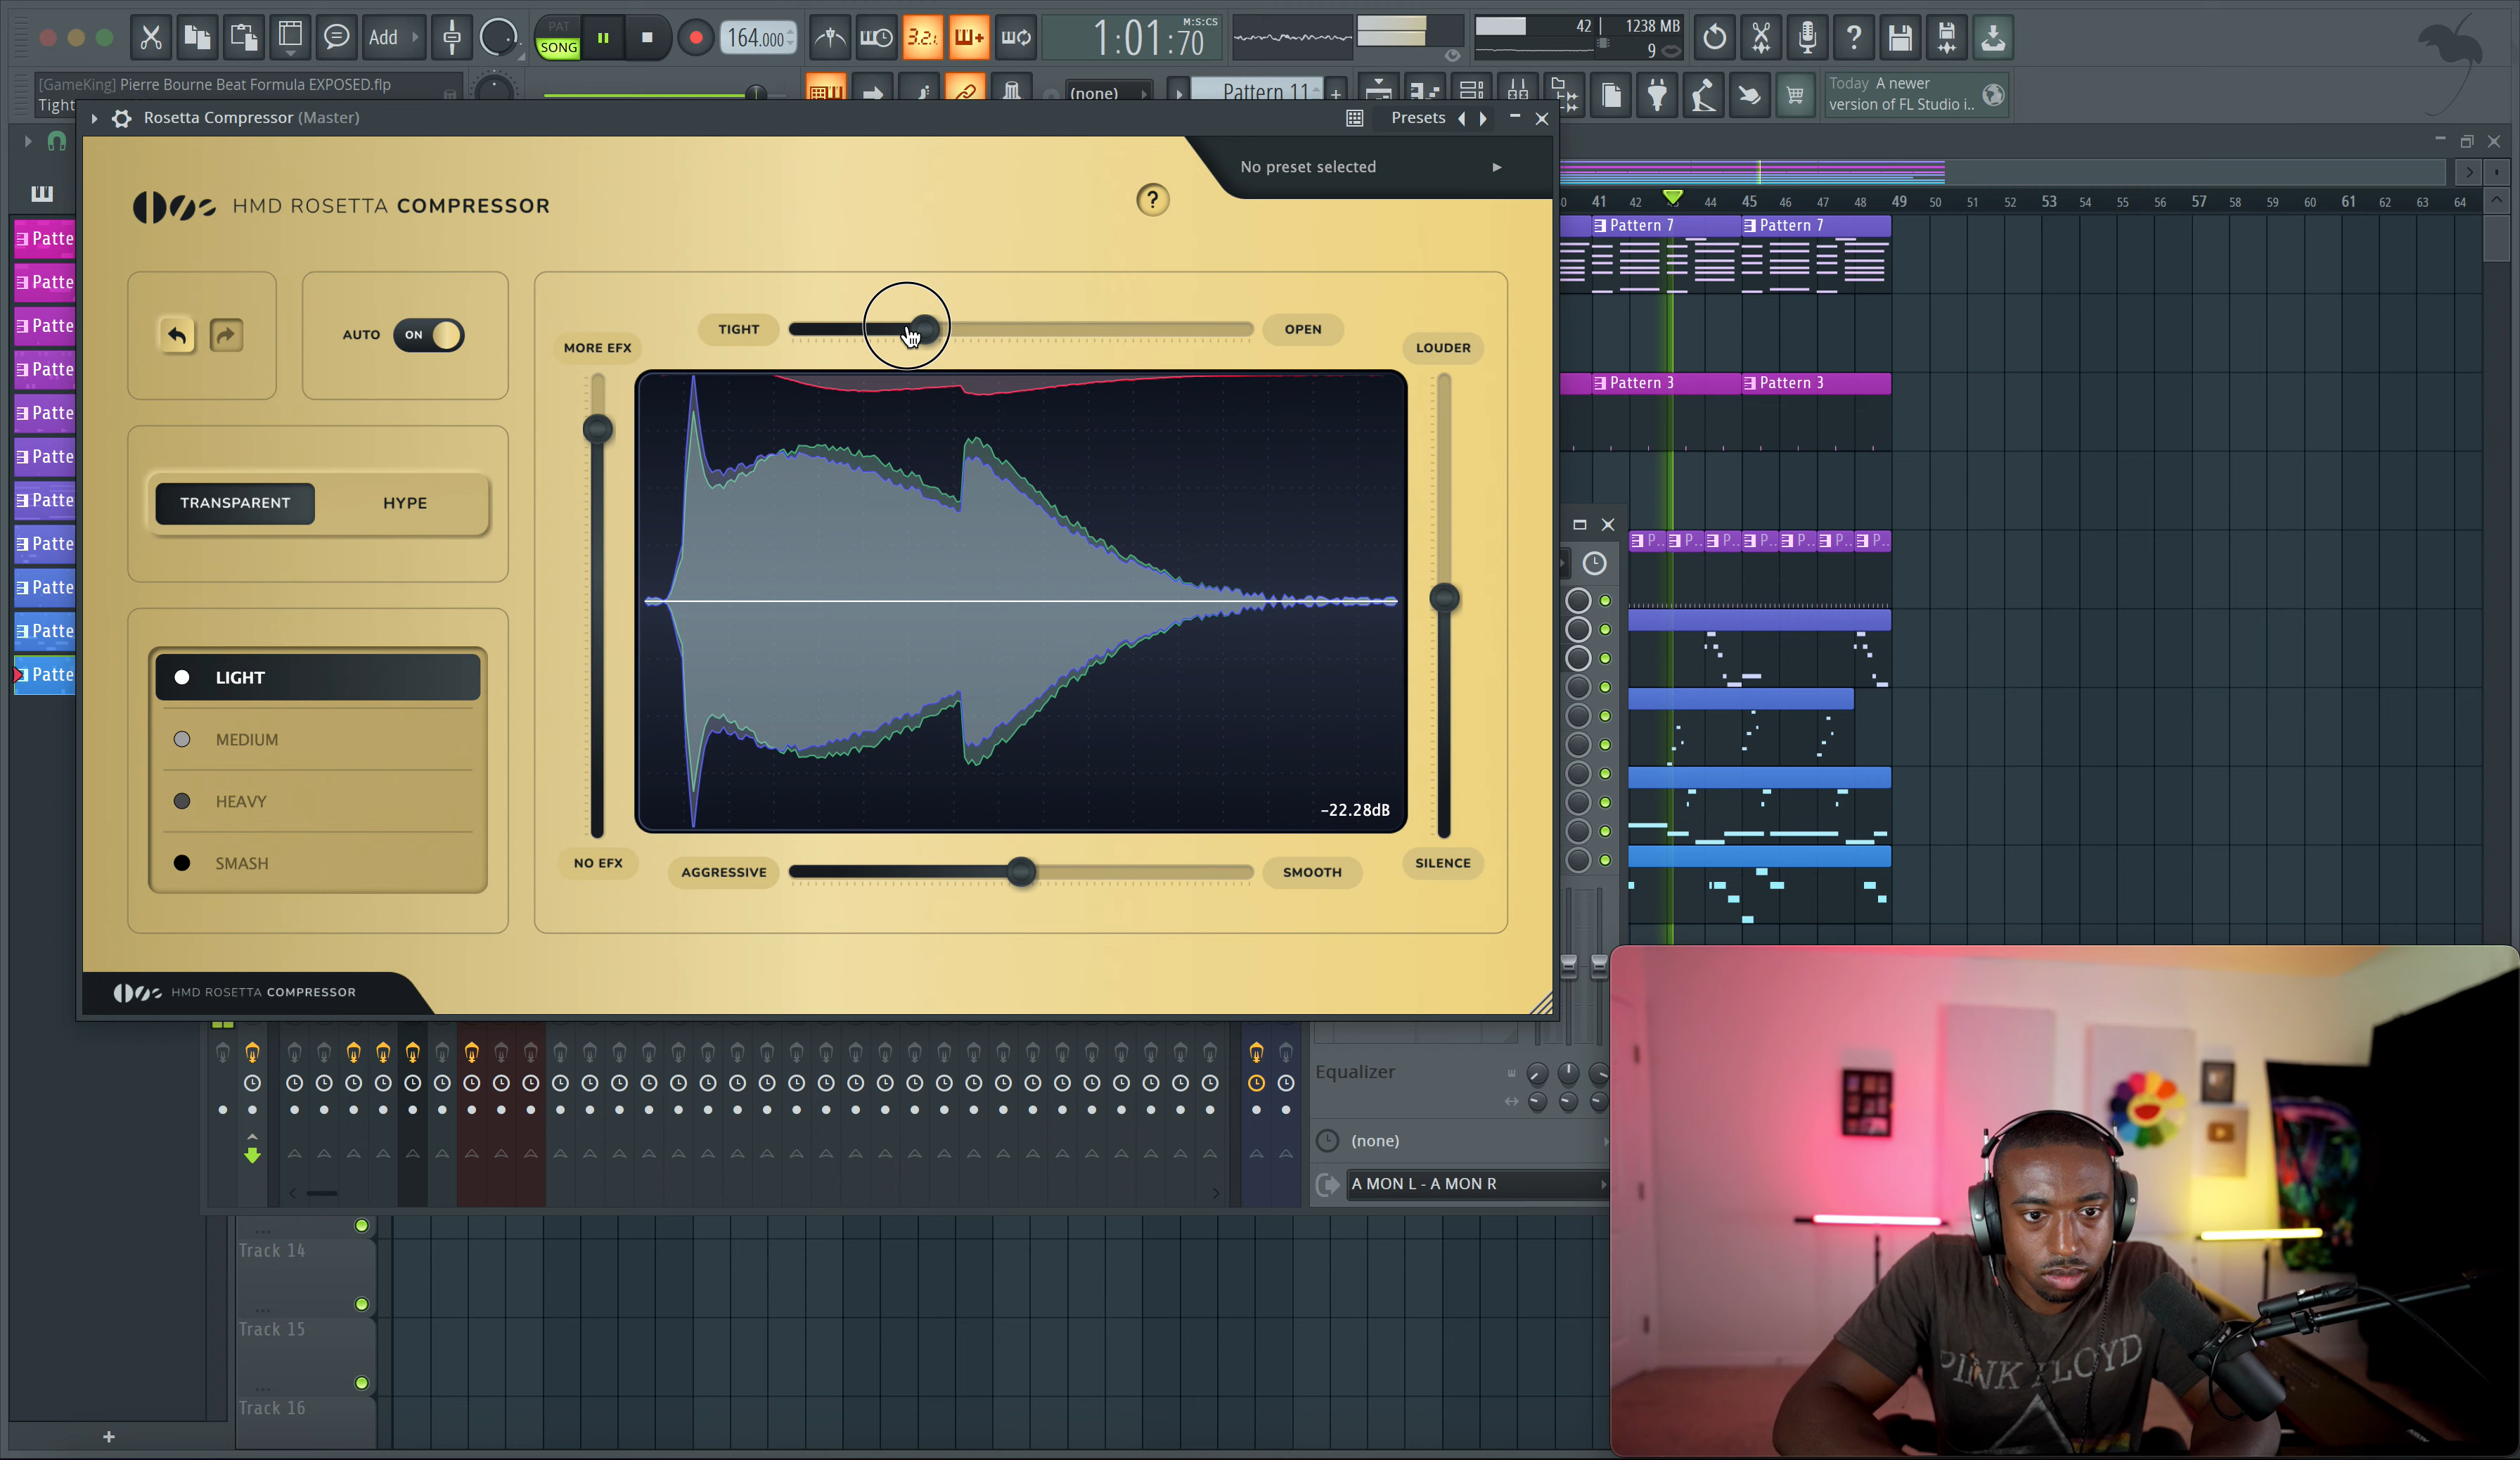 PAT
SONG
Add
164.000
3.2.
1:01:70
M:S:CS
42
1238 MB
9
[GameKing] Pierre Bourne Beat Formula EXPOSED.flp
Tight
(none)
Pattern 11
+
Today A newer
version of FL Studio i..
Rosetta Compressor (Master)
Presets
No preset selected
HMD ROSETTA COMPRESSOR
?
AUTO
ON
TRANSPARENT
HYPE
LIGHT
MEDIUM
HEAVY
SMASH
MORE EFX
NO EFX
TIGHT
OPEN
LOUDER
SILENCE
AGGRESSIVE
SMOOTH
-22.28dB
HMD ROSETTA COMPRESSOR
Patte
Patte
Patte
Patte
Patte
Patte
Patte
Patte
Patte
Patte
Patte
41 42 44 45 46 47 48 49 50 51 52 53 54 55 56 57 58 59 60 61 62 63 64
Pattern 7
Pattern 7
Pattern 3
Pattern 3
P.. P.. P.. P.. P.. P.. P..
Equalizer
(none)
A MON L - A MON R
Track 14
Track 15
Track 16
+
PINK FLOYD